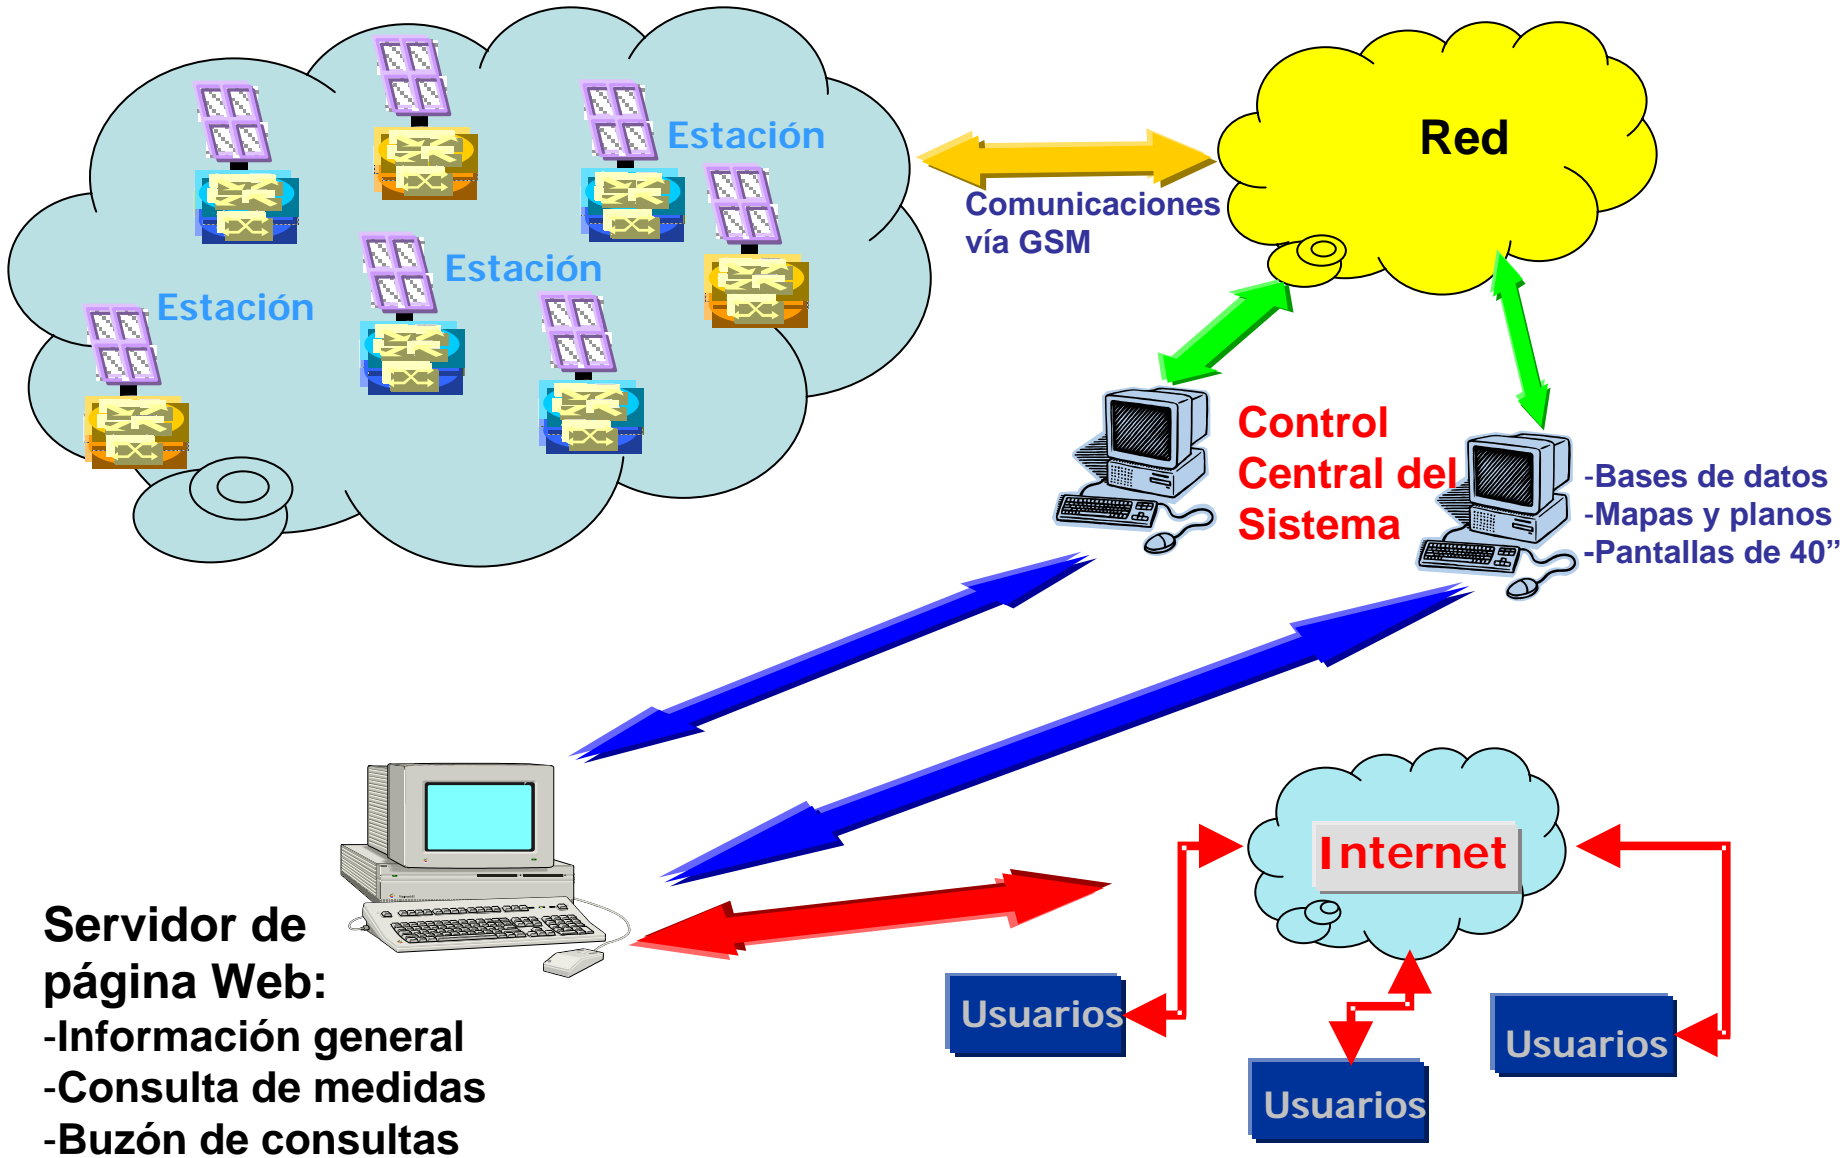 Estación
Estación
Estación
Comunicaciones
vía GSM
Red
Control
Central del
Sistema
-Bases de datos
-Mapas y planos
-Pantallas de 40”
Servidor de
página Web:
-Información general
-Consulta de medidas
-Buzón de consultas
Internet
Usuarios
Usuarios
Usuarios